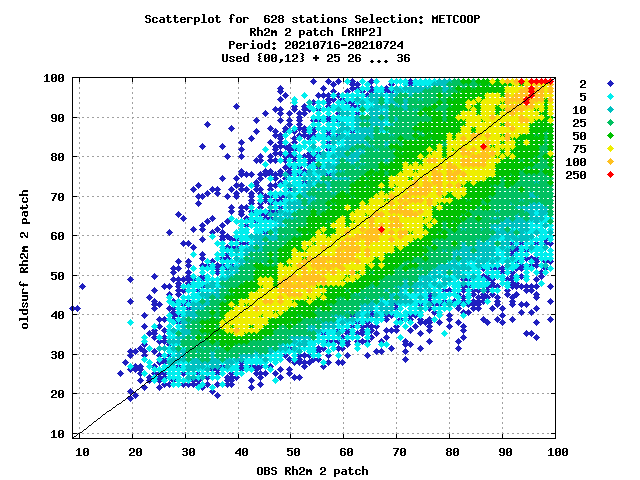 Scatterplot for  628 stations Selection: METCOOP
Rh2m 2 patch [RHP2]
Period: 20210716-20210724
Used {00,12} + 25 26 ... 36
100
90
80
70
60
50
40
30
20
10
oldsurf Rh2m 2 patch
10 20 30 40 50 60 70 80 90 100
OBS Rh2m 2 patch
2
5
10
25
50
75
100
250